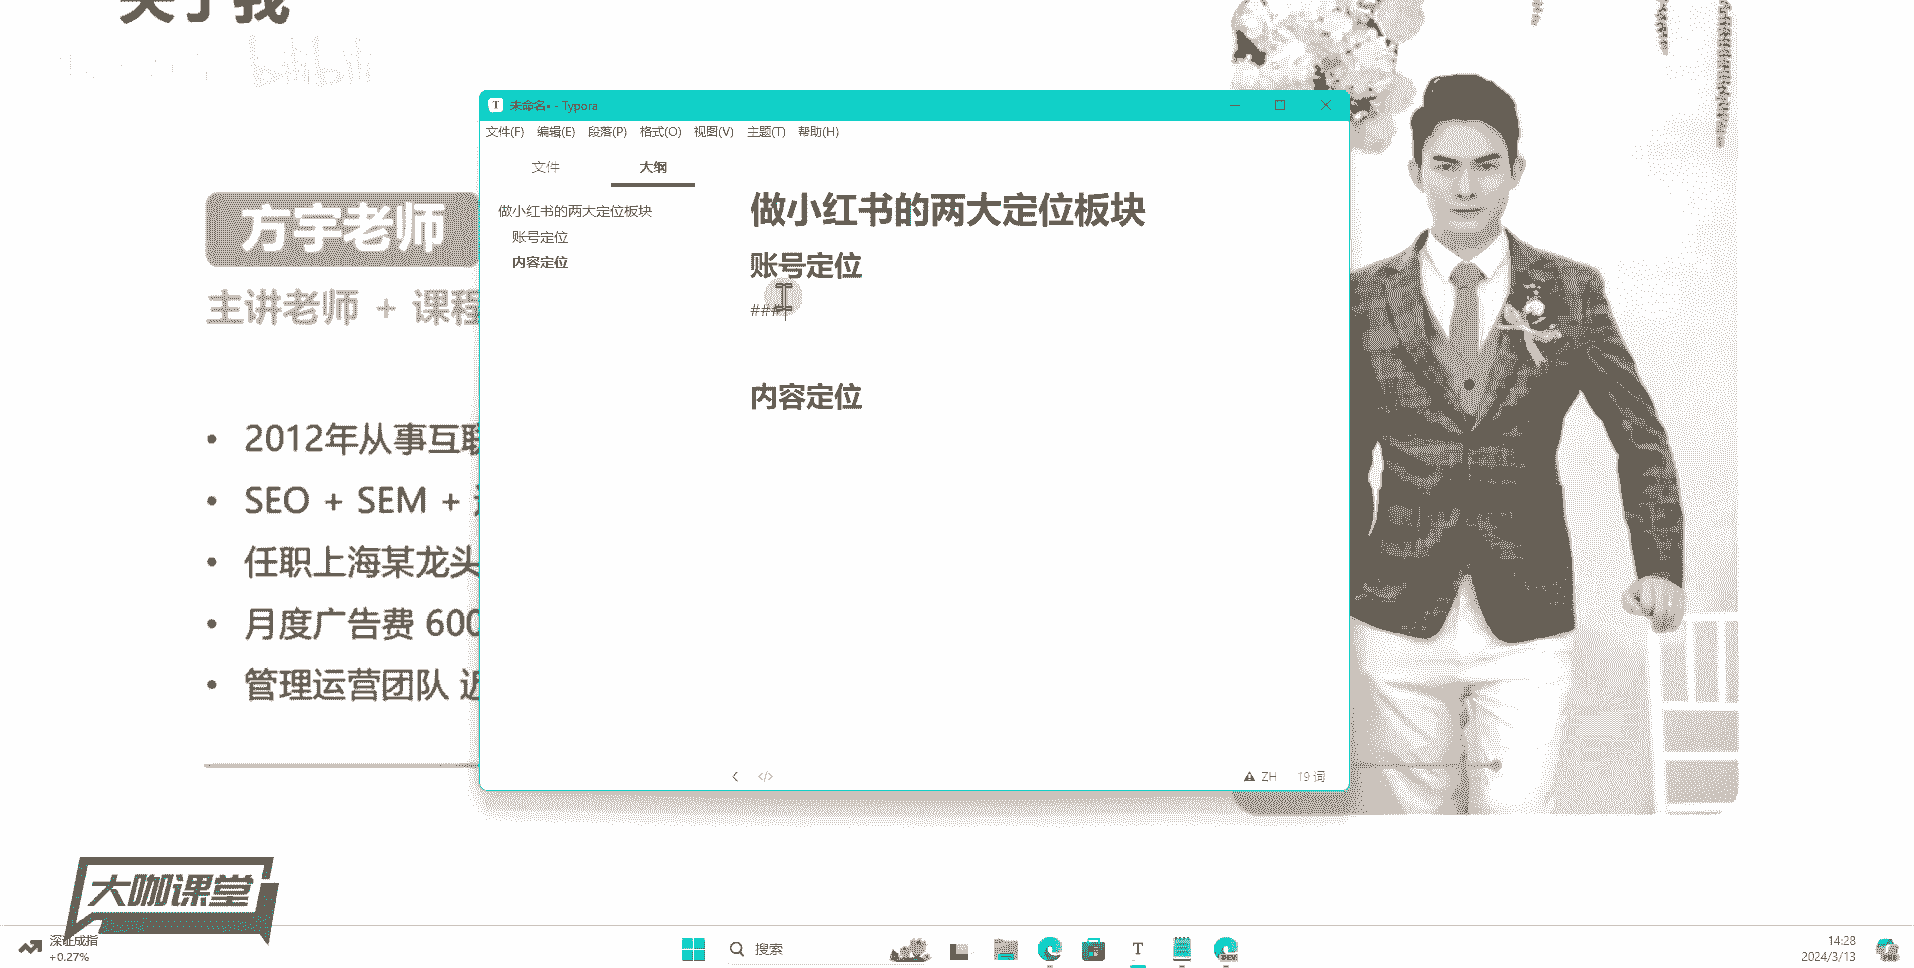 关于我
bilibili
未命名• - Typora
文件(F) 编辑(E) 段落(P) 格式(O) 视图(V) 主题(T) 帮助(H)
文件 大纲
做小红书的两大定位板块
账号定位
内容定位
做小红书的两大定位板块
账号定位
###
内容定位
ZH 19 词
方宇老师
主讲老师 + 课程
• 2012年从事互联
• SEO + SEM +
• 任职上海某龙头
• 月度广告费 600
• 管理运营团队 近
大咖课堂
深证成指
+0.27%
搜索
14:28
2024/3/13